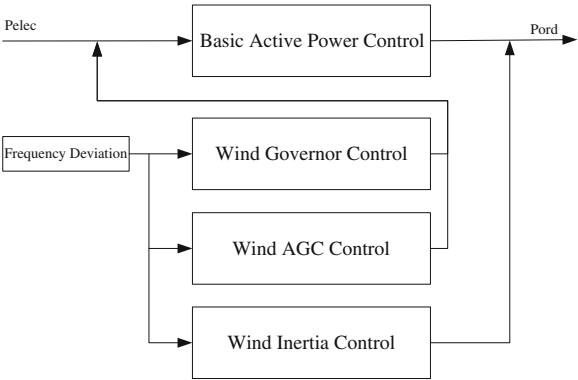 Pelec
Basic Active Power Control
Pord
Wind Governor Control
Frequency Deviation
Wind AGC Control
Wind Inertia Control